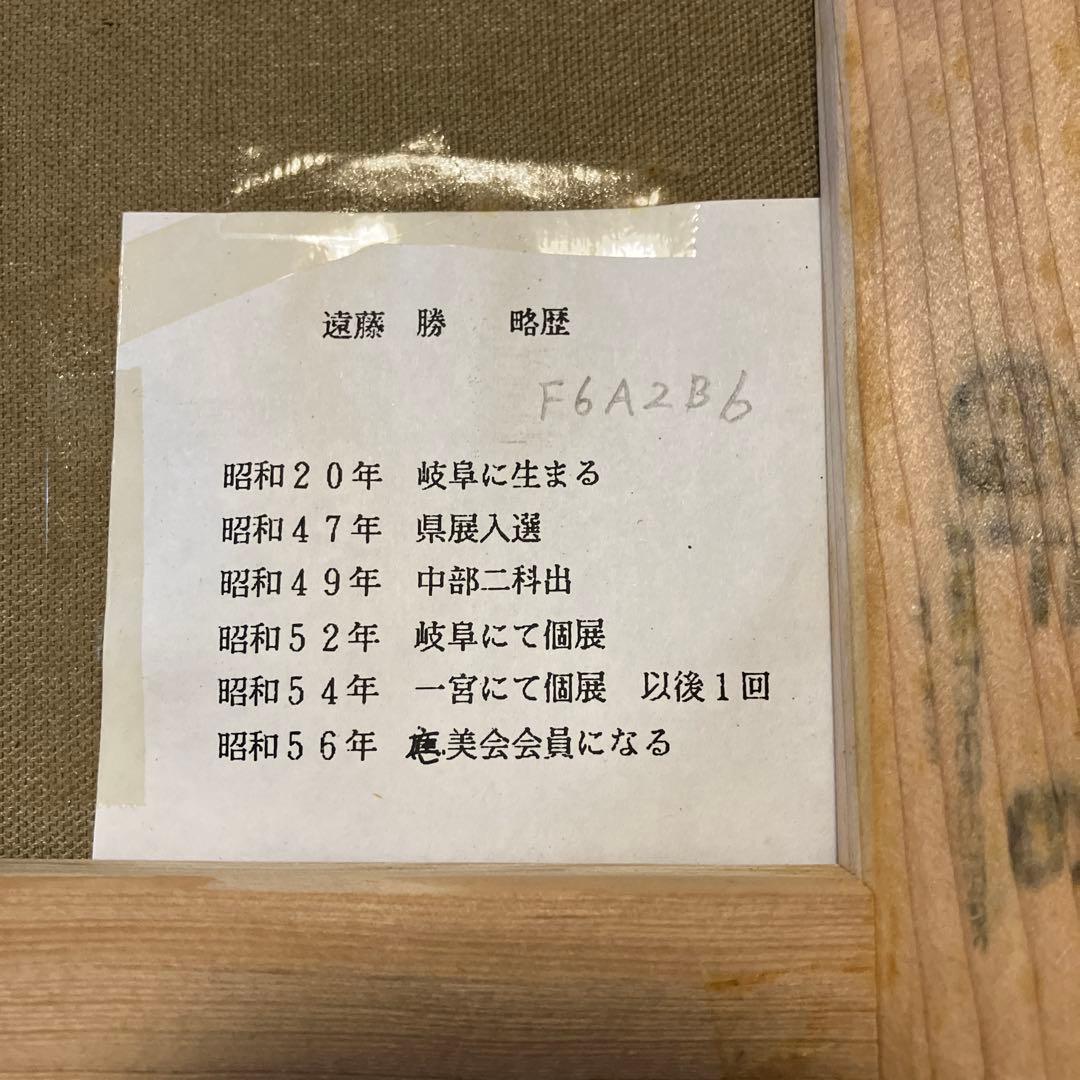 遠藤　勝　　略歴
F6A2B6
昭和２０年　岐阜に生まる
昭和４７年　県展入選
昭和４９年　中部二科出
昭和５２年　岐阜にて個展
昭和５４年　一宮にて個展　以後１回
昭和５６年　美会会員になる